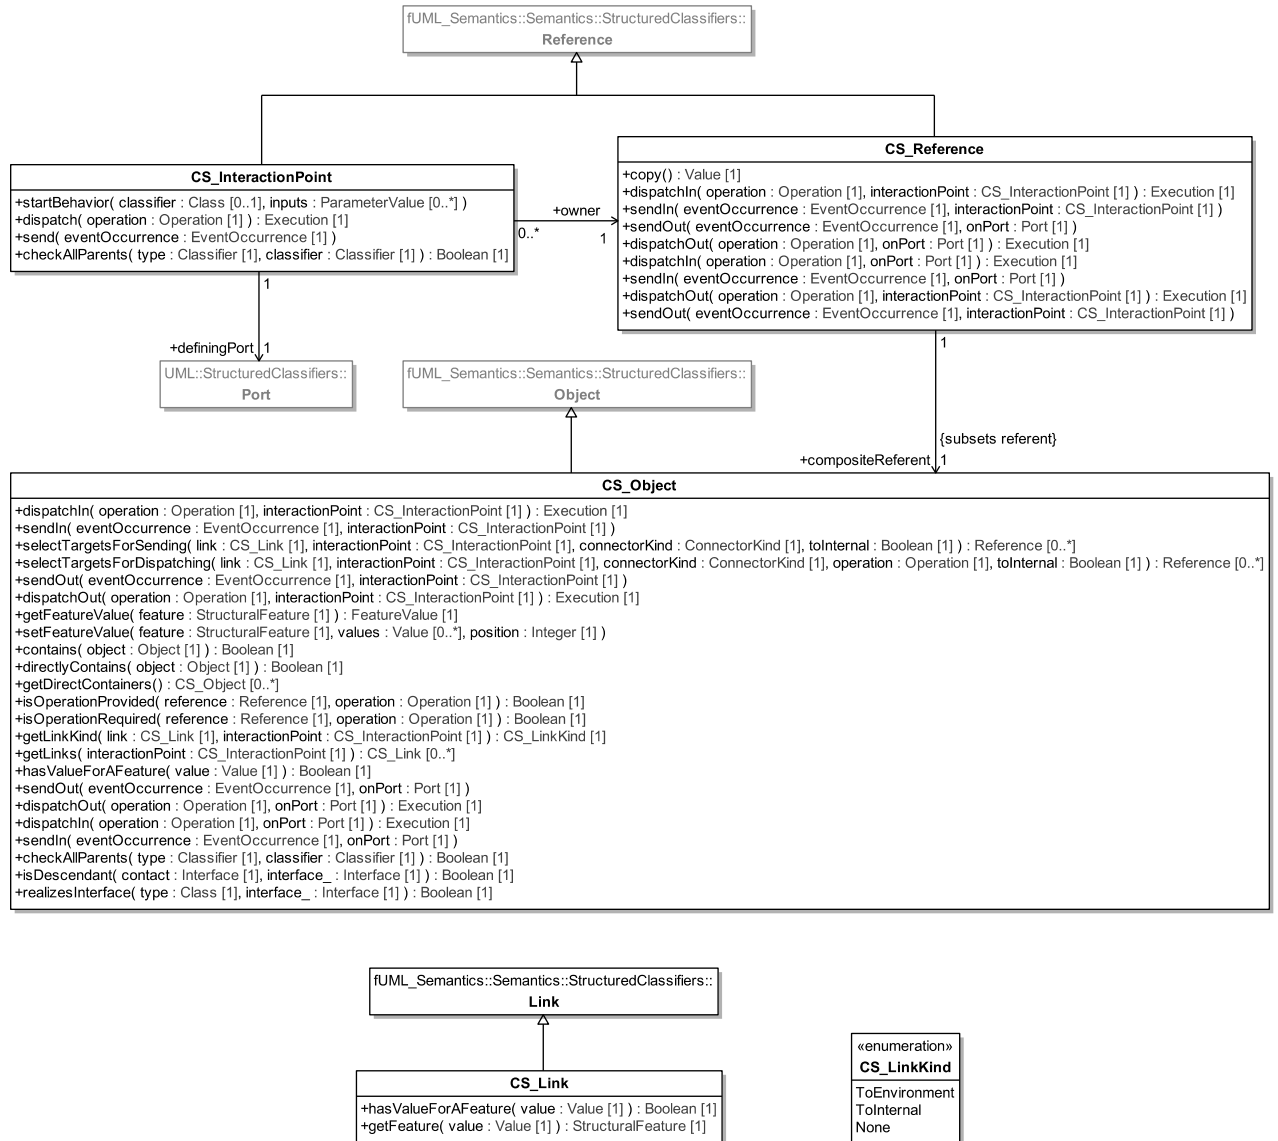 fUML_Semantics::Semantics::StructuredClassifiers::
Reference
CS_InteractionPoint
+startBehavior( classifier : Class [0..1], inputs : ParameterValue [0..*] )
+dispatch( operation : Operation [1] ) : Execution [1]
+send( eventOccurrence : EventOccurrence [1] )
+checkAllParents( type : Classifier [1], classifier : Classifier [1] ) : Boolean [1]
+owner
0..*
1
CS_Reference
+copy() : Value [1]
+dispatchIn( operation : Operation [1], interactionPoint : CS_InteractionPoint [1] ) : Execution [1]
+sendIn( eventOccurrence : EventOccurrence [1], interactionPoint : CS_InteractionPoint [1] )
+sendOut( eventOccurrence : EventOccurrence [1], onPort : Port [1] )
+dispatchOut( operation : Operation [1], onPort : Port [1] ) : Execution [1]
+dispatchIn( operation : Operation [1], onPort : Port [1] ) : Execution [1]
+sendIn( eventOccurrence : EventOccurrence [1], onPort : Port [1] )
+dispatchOut( operation : Operation [1], interactionPoint : CS_InteractionPoint [1] ) : Execution [1]
+sendOut( eventOccurrence : EventOccurrence [1], interactionPoint : CS_InteractionPoint [1] )
1
+definingPort
1
UML::StructuredClassifiers::
Port
fUML_Semantics::Semantics::StructuredClassifiers::
Object
1
{subsets referent}
+compositeReferent
1
CS_Object
+dispatchIn( operation : Operation [1], interactionPoint : CS_InteractionPoint [1] ) : Execution [1]
+sendIn( eventOccurrence : EventOccurrence [1], interactionPoint : CS_InteractionPoint [1] )
+selectTargetsForSending( link : CS_Link [1], interactionPoint : CS_InteractionPoint [1], connectorKind : ConnectorKind [1], toInternal : Boolean [1] ) : Reference [0..*]
+selectTargetsForDispatching( link : CS_Link [1], interactionPoint : CS_InteractionPoint [1], connectorKind : ConnectorKind [1], operation : Operation [1], toInternal : Boolean [1] ) : Reference [0..*]
+sendOut( eventOccurrence : EventOccurrence [1], interactionPoint : CS_InteractionPoint [1] )
+dispatchOut( operation : Operation [1], interactionPoint : CS_InteractionPoint [1] ) : Execution [1]
+getFeatureValue( feature : StructuralFeature [1] ) : FeatureValue [1]
+setFeatureValue( feature : StructuralFeature [1], values : Value [0..*], position : Integer [1] )
+contains( object : Object [1] ) : Boolean [1]
+directlyContains( object : Object [1] ) : Boolean [1]
+getDirectContainers() : CS_Object [0..*]
+isOperationProvided( reference : Reference [1], operation : Operation [1] ) : Boolean [1]
+isOperationRequired( reference : Reference [1], operation : Operation [1] ) : Boolean [1]
+getLinkKind( link : CS_Link [1], interactionPoint : CS_InteractionPoint [1] ) : CS_LinkKind [1]
+getLinks( interactionPoint : CS_InteractionPoint [1] ) : CS_Link [0..*]
+hasValueForAFeature( value : Value [1] ) : Boolean [1]
+sendOut( eventOccurrence : EventOccurrence [1], onPort : Port [1] )
+dispatchOut( operation : Operation [1], onPort : Port [1] ) : Execution [1]
+dispatchIn( operation : Operation [1], onPort : Port [1] ) : Execution [1]
+sendIn( eventOccurrence : EventOccurrence [1], onPort : Port [1] )
+checkAllParents( type : Classifier [1], classifier : Classifier [1] ) : Boolean [1]
+isDescendant( contact : Interface [1], interface_ : Interface [1] ) : Boolean [1]
+realizesInterface( type : Class [1], interface_ : Interface [1] ) : Boolean [1]
fUML_Semantics::Semantics::StructuredClassifiers::
Link
CS_Link
+hasValueForAFeature( value : Value [1] ) : Boolean [1]
+getFeature( value : Value [1] ) : StructuralFeature [1]
«enumeration»
CS_LinkKind
ToEnvironment
ToInternal
None